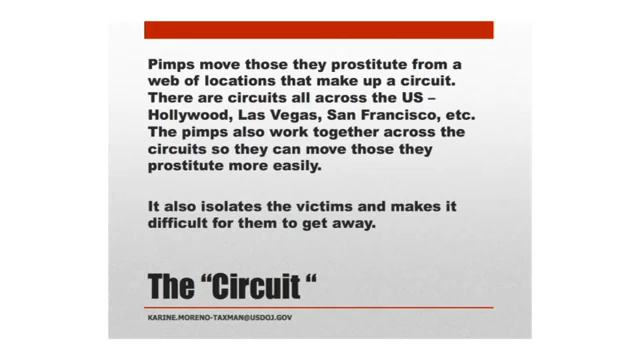 Pimps move those they prostitute from a
web of locations that make up a circuit.
There are circuits all across the US –
Hollywood, Las Vegas, San Francisco, etc.
The pimps also work together across the
circuits so they can move those they
prostitute more easily.
It also isolates the victims and makes it
difficult for them to get away.
The “Circuit “
KARINE.MORENO-TAXMAN@USDOJ.GOV